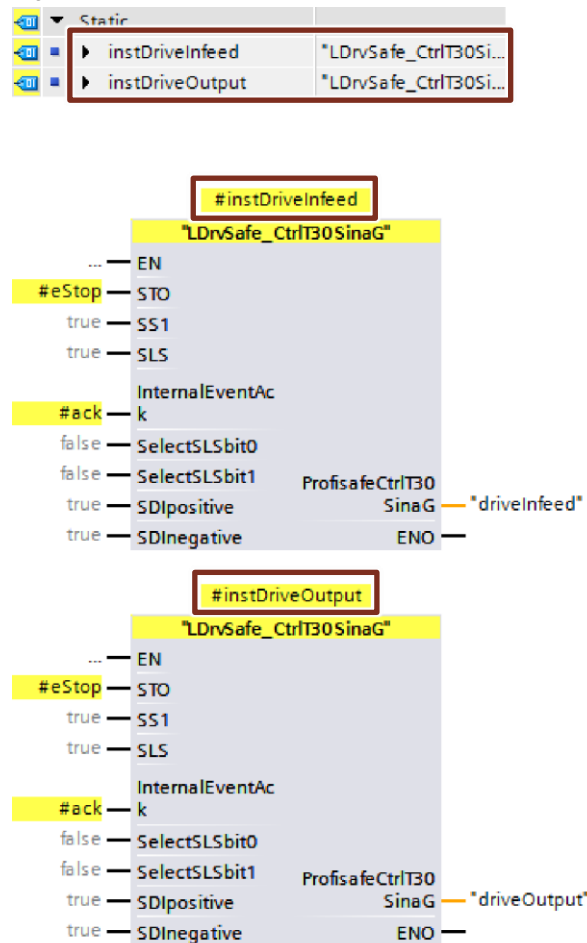 Static
instDriveInfeed "LDrvSafe_CtrlT30Si...
instDriveOutput "LDrvSafe_CtrlT30Si...
#instDriveInfeed
"LDrvSafe_CtrlT30SinaG"
... EN
#eStop STO
true SS1
true SLS
InternalEventAc
#ack k
false SelectSLSbit0
false SelectSLSbit1 ProfisafeCtrlT30
true SDIpositive SinaG "driveInfeed"
true SDInegative ENO
#instDriveOutput
"LDrvSafe_CtrlT30SinaG"
... EN
#eStop STO
true SS1
true SLS
InternalEventAc
#ack k
false SelectSLSbit0
false SelectSLSbit1 ProfisafeCtrlT30
true SDIpositive SinaG "driveOutput"
true SDInegative ENO